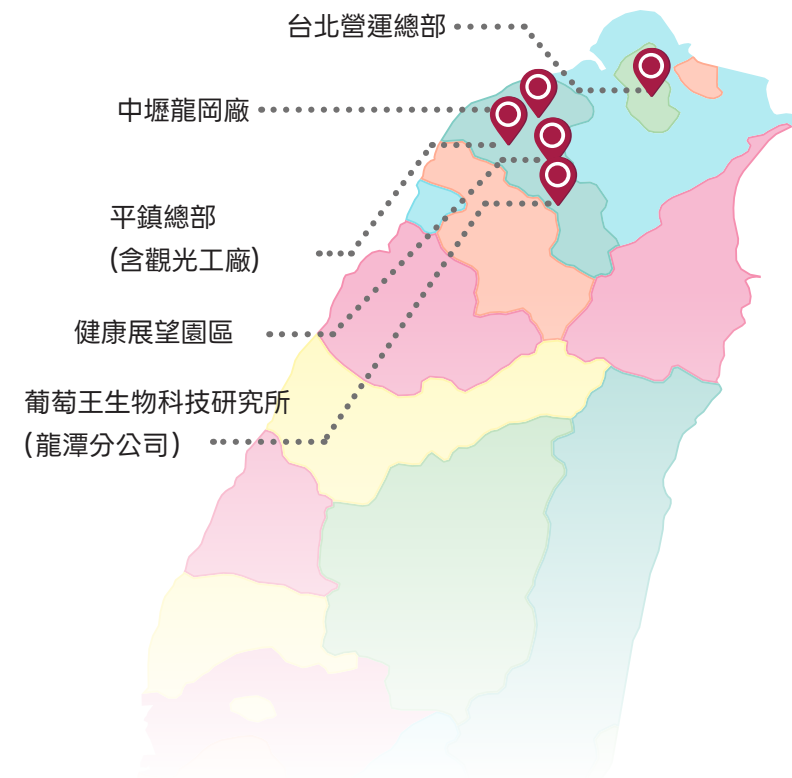 台北營運總部
中壢龍岡廠
平鎮總部
(含觀光工廠)
健康展望園區
葡萄王生物科技研究所
(龍潭分公司)